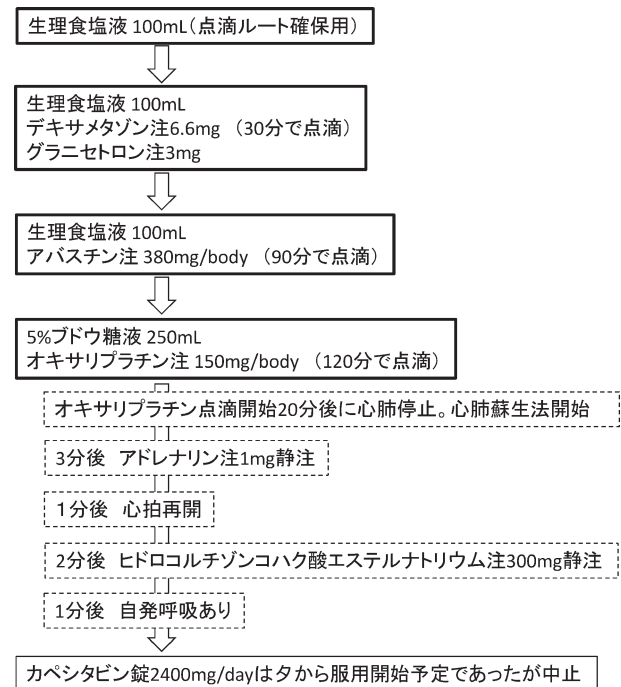 生理食塩液 100mL（点滴ルート確保用）
生理食塩液 100mL
デキサメタゾン注6.6mg （30分で点滴）
グラニセトロン注3mg
生理食塩液 100mL
アバスチン注 380mg/body （90分で点滴）
5%ブドウ糖液 250mL
オキサリプラチン注 150mg/body （120分で点滴）
オキサリプラチン点滴開始20分後に心肺停止。心肺蘇生法開始
3分後 アドレナリン注1mg静注
１分後 心拍再開
2分後 ヒドロコルチゾンコハク酸エステルナトリウム注300mg静注
1分後 自発呼吸あり
カペシタビン錠2400mg/dayは夕から服用開始予定であったが中止